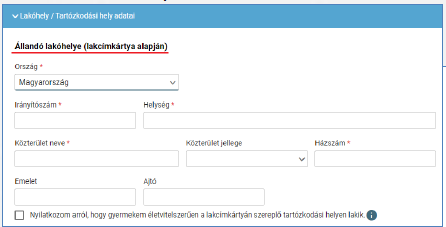 Lakóhely / Tartózkodási hely adatai
Állandó lakóhelye (lakcímkártya alapján)
Ország *
Magyarország
Irányítószám * Helység *
Közterület neve * Közterület jellege Házszám *
Emelet Ajtó
Nyilatkozom arról, hogy gyermekem életvitelszerűen a lakcímkártyán szereplő tartózkodási helyen lakik.